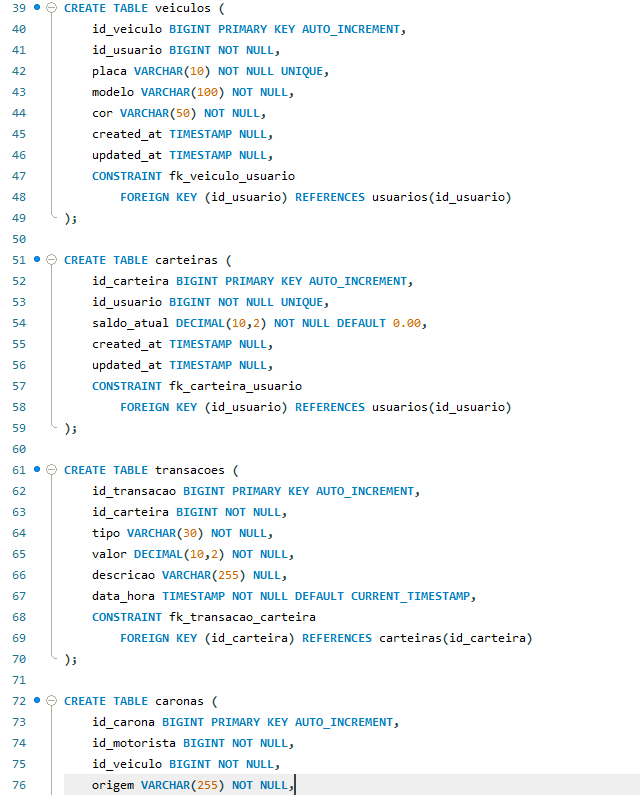 39 CREATE TABLE veiculos (
40 id_veiculo BIGINT PRIMARY KEY AUTO_INCREMENT,
41 id_usuario BIGINT NOT NULL,
42 placa VARCHAR(10) NOT NULL UNIQUE,
43 modelo VARCHAR(100) NOT NULL,
44 cor VARCHAR(50) NOT NULL,
45 created_at TIMESTAMP NULL,
46 updated_at TIMESTAMP NULL,
47 CONSTRAINT fk_veiculo_usuario
48 FOREIGN KEY (id_usuario) REFERENCES usuarios(id_usuario)
49 );
50
51 CREATE TABLE carteiras (
52 id_carteira BIGINT PRIMARY KEY AUTO_INCREMENT,
53 id_usuario BIGINT NOT NULL UNIQUE,
54 saldo_atual DECIMAL(10,2) NOT NULL DEFAULT 0.00,
55 created_at TIMESTAMP NULL,
56 updated_at TIMESTAMP NULL,
57 CONSTRAINT fk_carteira_usuario
58 FOREIGN KEY (id_usuario) REFERENCES usuarios(id_usuario)
59 );
60
61 CREATE TABLE transacoes (
62 id_transacao BIGINT PRIMARY KEY AUTO_INCREMENT,
63 id_carteira BIGINT NOT NULL,
64 tipo VARCHAR(30) NOT NULL,
65 valor DECIMAL(10,2) NOT NULL,
66 descricao VARCHAR(255) NULL,
67 data_hora TIMESTAMP NOT NULL DEFAULT CURRENT_TIMESTAMP,
68 CONSTRAINT fk_transacao_carteira
69 FOREIGN KEY (id_carteira) REFERENCES carteiras(id_carteira)
70 );
71
72 CREATE TABLE caronas (
73 id_carona BIGINT PRIMARY KEY AUTO_INCREMENT,
74 id_motorista BIGINT NOT NULL,
75 id_veiculo BIGINT NOT NULL,
76 origem VARCHAR(255) NOT NULL,